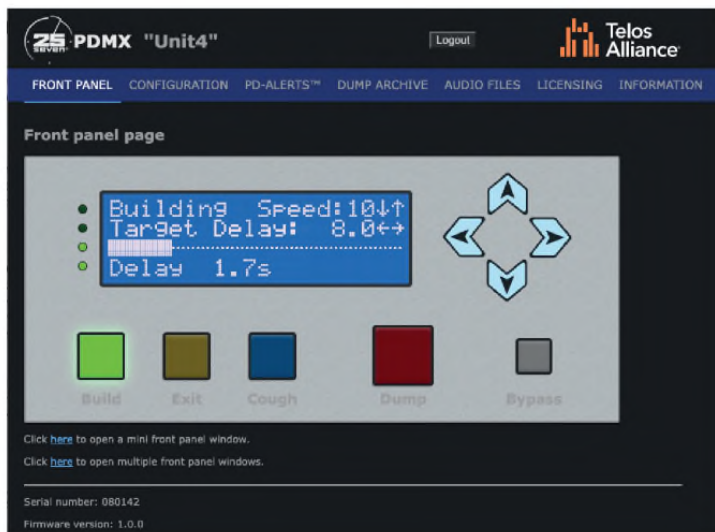 25 SEVEN PDMX "Unit4"
Logout
Telos
Alliance
FRONT PANEL CONFIGURATION PD-ALERTS™ DUMP ARCHIVE AUDIO FILES LICENSING INFORMATION
Front panel page
Building Speed:10↓↑
Target Delay: 8.0←→
Delay 1.7s
Build Exit Cough Dump Bypass
Click here to open a mini front panel window.
Click here to open multiple front panel windows.
Serial number: 080142
Firmware version: 1.0.0